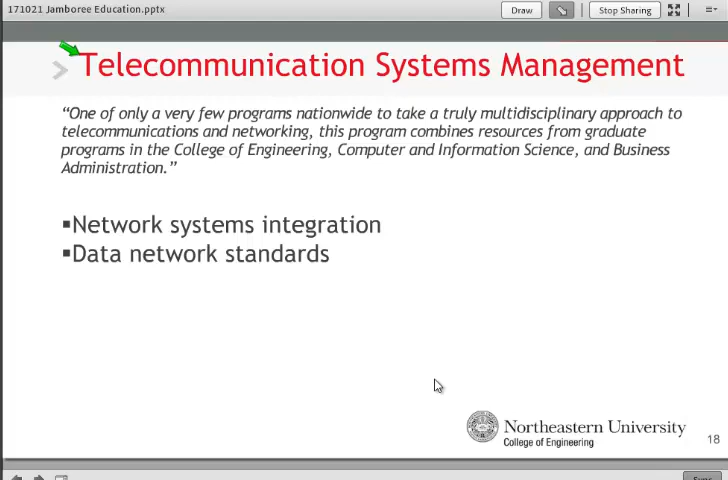 171021 Jamboree Education.pptx
Draw
Stop Sharing
Telecommunication Systems Management
“One of only a very few programs nationwide to take a truly multidisciplinary approach to
telecommunications and networking, this program combines resources from graduate
programs in the College of Engineering, Computer and Information Science, and Business
Administration.”
▪Network systems integration
▪Data network standards
Northeastern University
College of Engineering
18
Sync